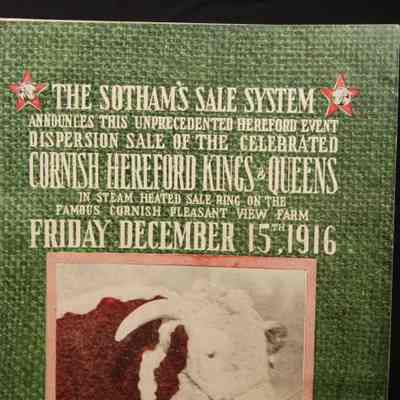 THE SOTHAM'S SALE SYSTEM
ANNOUNCES THIS UNPRECEDENTED HEREFORD EVENT
DISPERSION SALE OF THE CELEBRATED
CORNISH HEREFORD KINGS & QUEENS
IN STEAM HEATED SALE RING ON THE
FAMOUS CORNISH PLEASANT VIEW FARM
FRIDAY DECEMBER 15TH, 1916